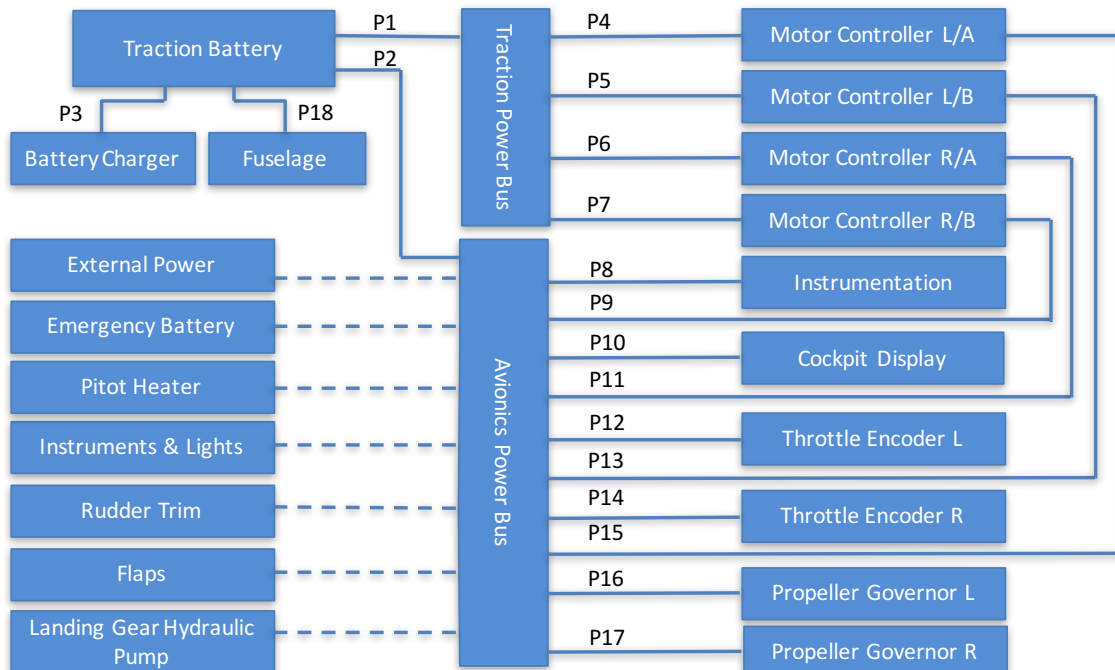 P1
P4
Traction Battery
Motor Controller L/A
P2
Traction Power Bus
P5
Motor Controller L/B
P3
P18
P6
Battery Charger
Fuselage
Motor Controller R/A
P7
Motor Controller R/B
External Power
P8
Instrumentation
P9
Emergency Battery
P10
Cockpit Display
Avionics Power Bus
Pitot Heater
P11
P12
Throttle Encoder L
Instruments & Lights
P13
P14
Rudder Trim
Throttle Encoder R
P15
Flaps
P16
Propeller Governor L
Landing Gear Hydraulic
Pump
P17
Propeller Governor R